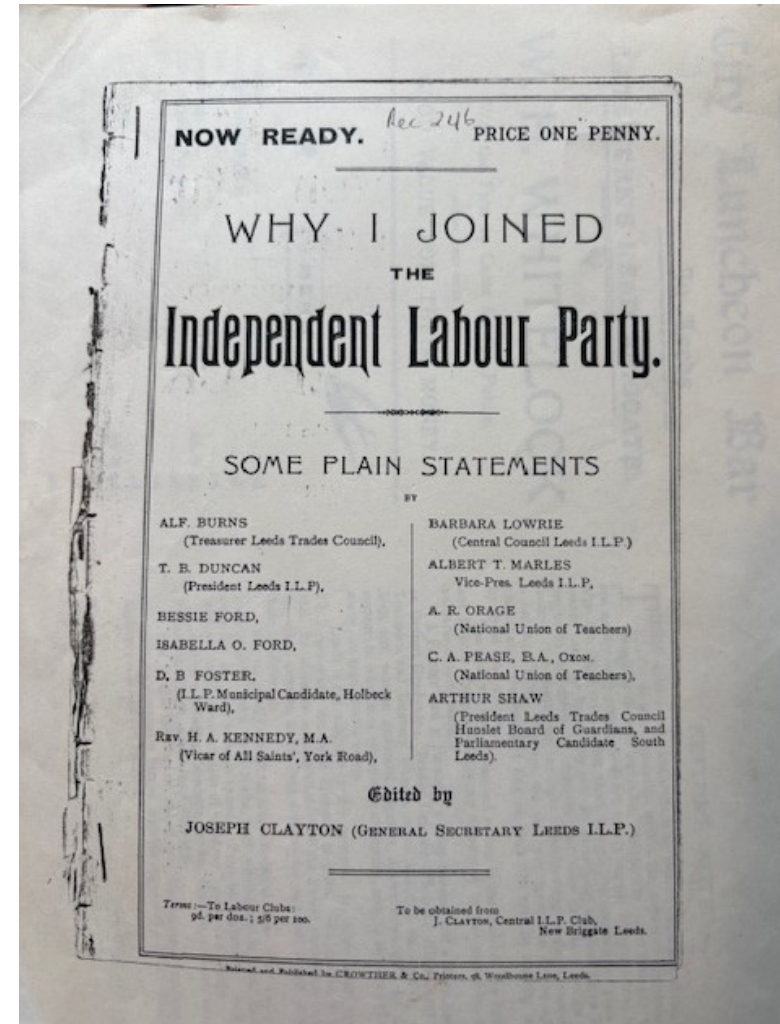 Rec 246
NOW READY.
PRICE ONE PENNY.
WHY I JOINED
THE
Independent Labour Party.
SOME PLAIN STATEMENTS
BY
ALF. BURNS
(Treasurer Leeds Trades Council),
T. B. DUNCAN
(President Leeds I.L.P),
BESSIE FORD,
ISABELLA O. FORD,
D. B FOSTER,
(I.L.P. Municipal Candidate, Holbeck
Ward),
REV. H. A. KENNEDY, M.A.
(Vicar of All Saints', York Road),
BARBARA LOWRIE
(Central Council Leeds I.L.P.)
ALBERT T. MARLES
Vice-Pres. Leeds I.L.P,
A. R. ORAGE
(National Union of Teachers)
C. A. PEASE, B.A., OXON.
(National Union of Teachers),
ARTHUR SHAW
(President Leeds Trades Council
Hunslet Board of Guardians, and
Parliamentary Candidate South
Leeds).
Edited by
JOSEPH CLAYTON (GENERAL SECRETARY LEEDS I.L.P.)
Terms:—To Labour Clubs:
9d. per doz.; 5/6 per 100.
To be obtained from
J. CLAYTON, Central I.L.P. Club,
New Briggate Leeds.
Printed and Published by CROWTHER & Co., Printers, Woodhouse Lane, Leeds.